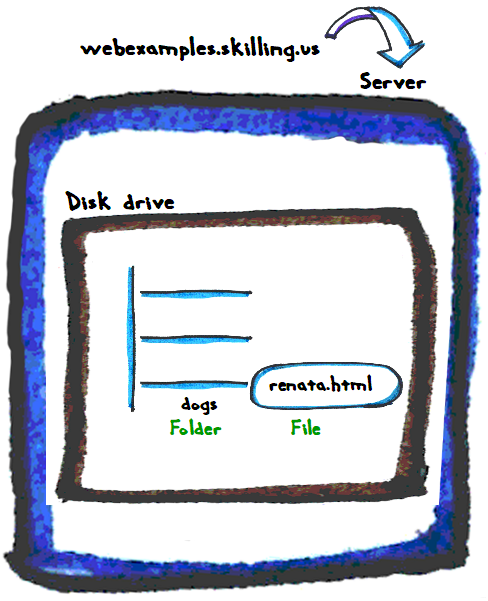 webexamples.skilling.us
Server
Disk drive
renata.html
dogs
Folder
File